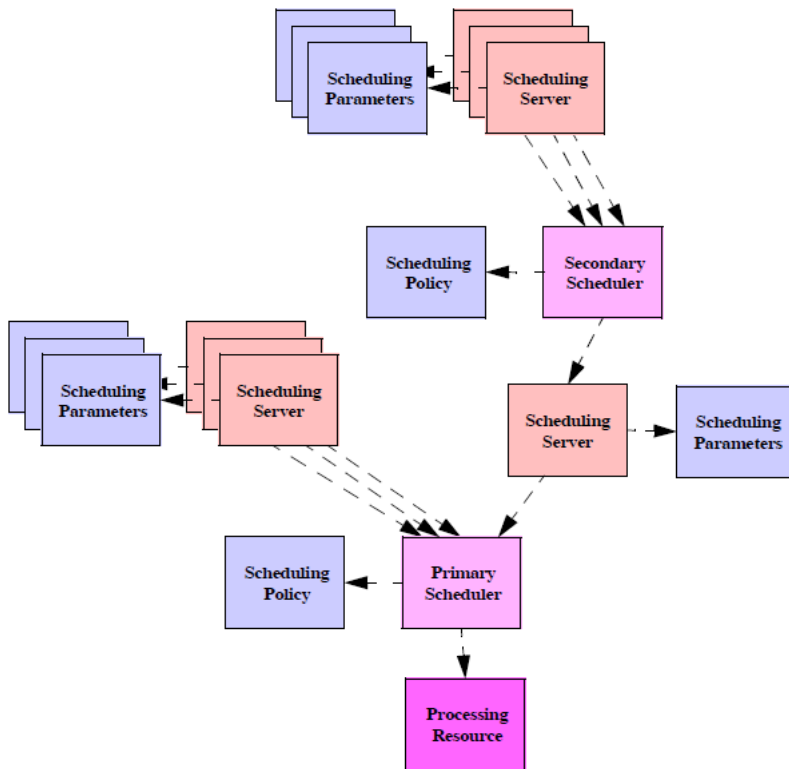 Scheduling
Parameters
Scheduling
Server
Scheduling
Policy
Secondary
Scheduler
Scheduling
Parameters
Scheduling
Server
Scheduling
Server
Scheduling
Parameters
Scheduling
Policy
Primary
Scheduler
Processing
Resource